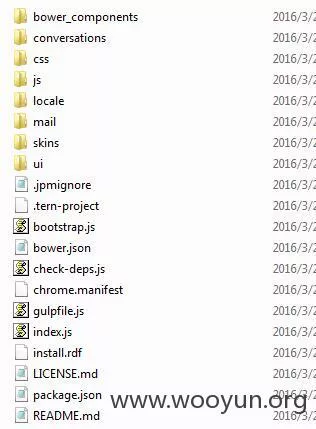 bower_components 2016/3/2
conversations 2016/3/2
css 2016/3/2
js 2016/3/2
locale 2016/3/2
mail 2016/3/2
skins 2016/3/2
ui 2016/3/2
.jpmignore 2016/3/2
.tern-project 2016/3/2
bootstrap.js 2016/3/2
bower.json 2016/3/2
check-deps.js 2016/3/2
chrome.manifest 2016/3/2
gulpfile.js 2016/3/2
index.js 2016/3/2
install.rdf 2016/3/2
LICENSE.md 2016/3/2
package.json 2016/3/2
www.wooyun.org
README.md 2016/3/2